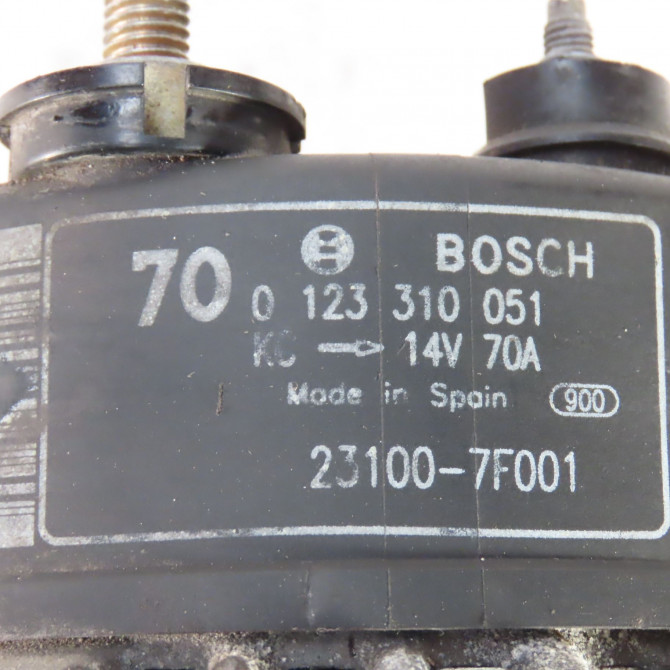 70 BOSCH
0 123 310 051
KC → 14V 70A
Made in Spain 900
23100-7F001